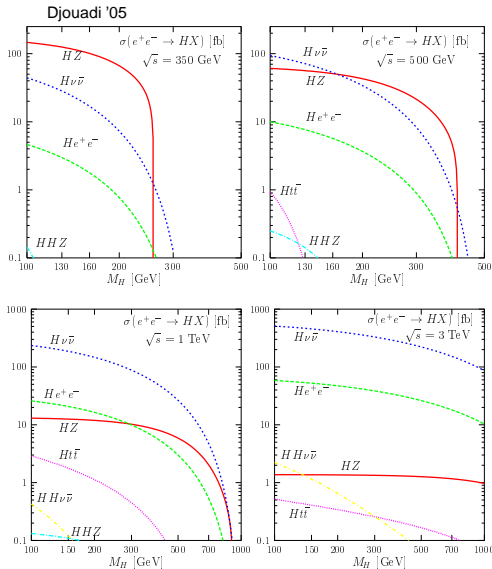 Djouadi '05
σ(e⁺e⁻ → HX) [fb]
√s = 350 GeV
HZ
Hνν̄
He⁺e⁻
HHZ
100
10
1
0.1
100 130 160 200 300 500
M_H [GeV]
σ(e⁺e⁻ → HX) [fb]
√s = 500 GeV
Hνν̄
HZ
He⁺e⁻
Htt̄
HHZ
100
10
1
0.1
100 130 160 200 300 500
M_H [GeV]
σ(e⁺e⁻ → HX) [fb]
√s = 1 TeV
Hνν̄
He⁺e⁻
HZ
Htt̄
HHνν̄
HHZ
1000
100
10
1
0.1
100 150 200 300 500 700 1000
M_H [GeV]
σ(e⁺e⁻ → HX) [fb]
√s = 3 TeV
Hνν̄
He⁺e⁻
HHνν̄
HZ
Htt̄
1000
100
10
1
0.1
100 150 200 300 500 700 1000
M_H [GeV]